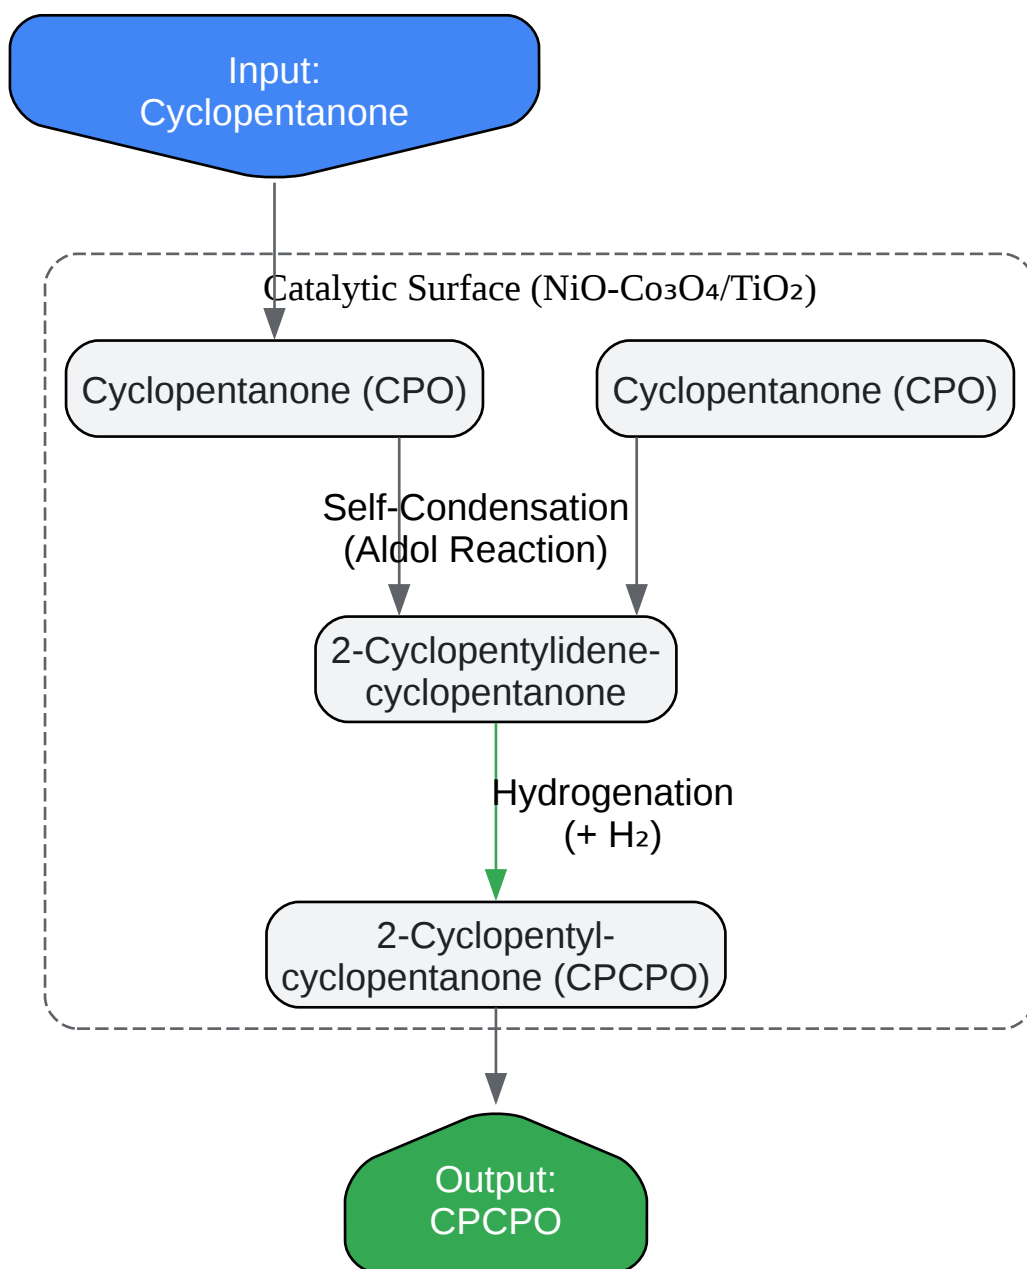 Input:
Cyclopentanone
Catalytic Surface (NiO-Co₃O₄/TiO₂)
Cyclopentanone (CPO)
Cyclopentanone (CPO)
Self-Condensation
(Aldol Reaction)
2-Cyclopentylidene-
cyclopentanone
Hydrogenation
(+ H₂)
2-Cyclopentyl-
cyclopentanone (CPCPO)
Output:
CPCPO